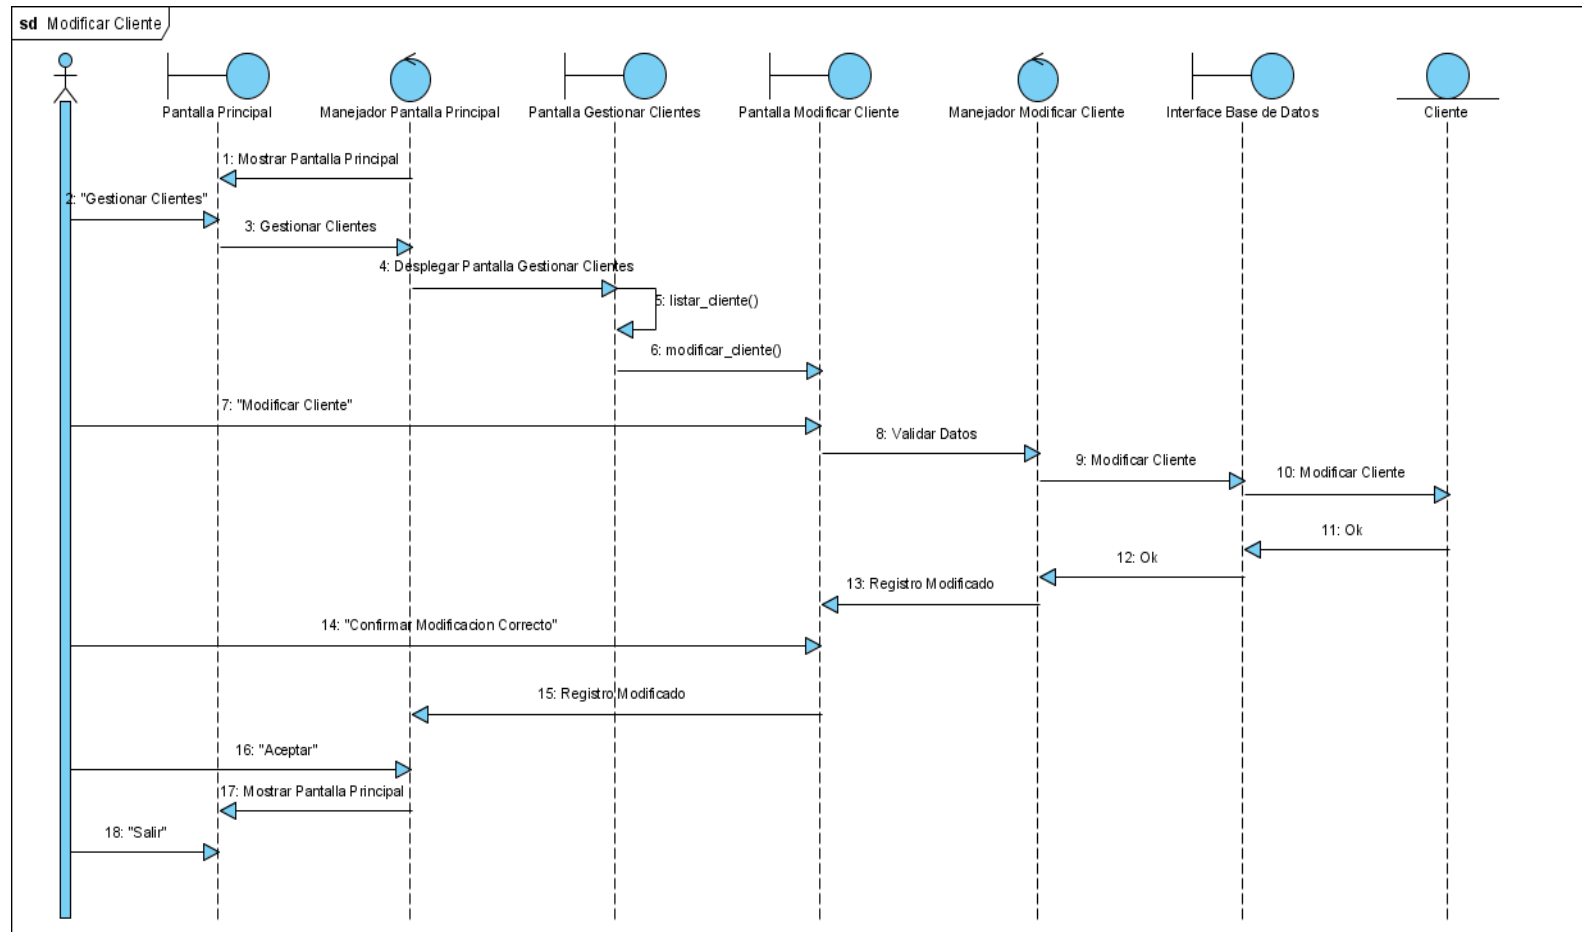 sd Modificar Cliente
Pantalla Principal
Manejador Pantalla Principal
Pantalla Gestionar Clientes
Pantalla Modificar Cliente
Manejador Modificar Cliente
Interface Base de Datos
Cliente
1: Mostrar Pantalla Principal
2: "Gestionar Clientes"
3: Gestionar Clientes
4: Desplegar Pantalla Gestionar Clientes
5: listar_cliente()
6: modificar_cliente()
7: "Modificar Cliente"
8: Validar Datos
9: Modificar Cliente
10: Modificar Cliente
11: Ok
12: Ok
13: Registro Modificado
14: "Confirmar Modificacion Correcto"
15: Registro Modificado
16: "Aceptar"
17: Mostrar Pantalla Principal
18: "Salir"